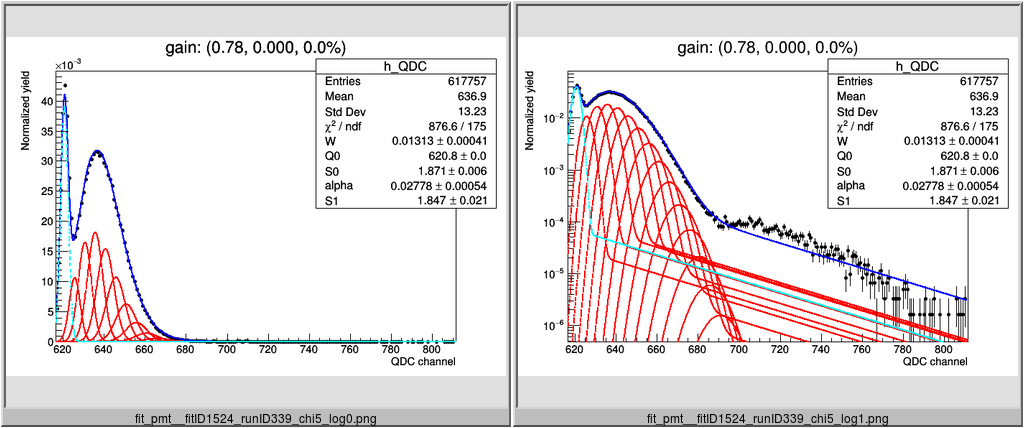 gain: (0.78, 0.000, 0.0%)
×10⁻³
h_QDC
Entries 617757
Mean 636.9
Std Dev 13.23
χ² / ndf 876.6 / 175
W 0.01313 ± 0.00041
Q0 620.8 ± 0.0
S0 1.871 ± 0.006
alpha 0.02778 ± 0.00054
S1 1.847 ± 0.021
Normalized yield
40
35
30
25
20
15
10
5
0
620 640 660 680 700 720 740 760 780 800
QDC channel
fit_pmt__fitID1524_runID339_chi5_log0.png
gain: (0.78, 0.000, 0.0%)
h_QDC
Entries 617757
Mean 636.9
Std Dev 13.23
χ² / ndf 876.6 / 175
W 0.01313 ± 0.00041
Q0 620.8 ± 0.0
S0 1.871 ± 0.006
alpha 0.02778 ± 0.00054
S1 1.847 ± 0.021
Normalized yield
10⁻²
10⁻³
10⁻⁴
10⁻⁵
10⁻⁶
620 640 660 680 700 720 740 760 780 800
QDC channel
fit_pmt__fitID1524_runID339_chi5_log1.png